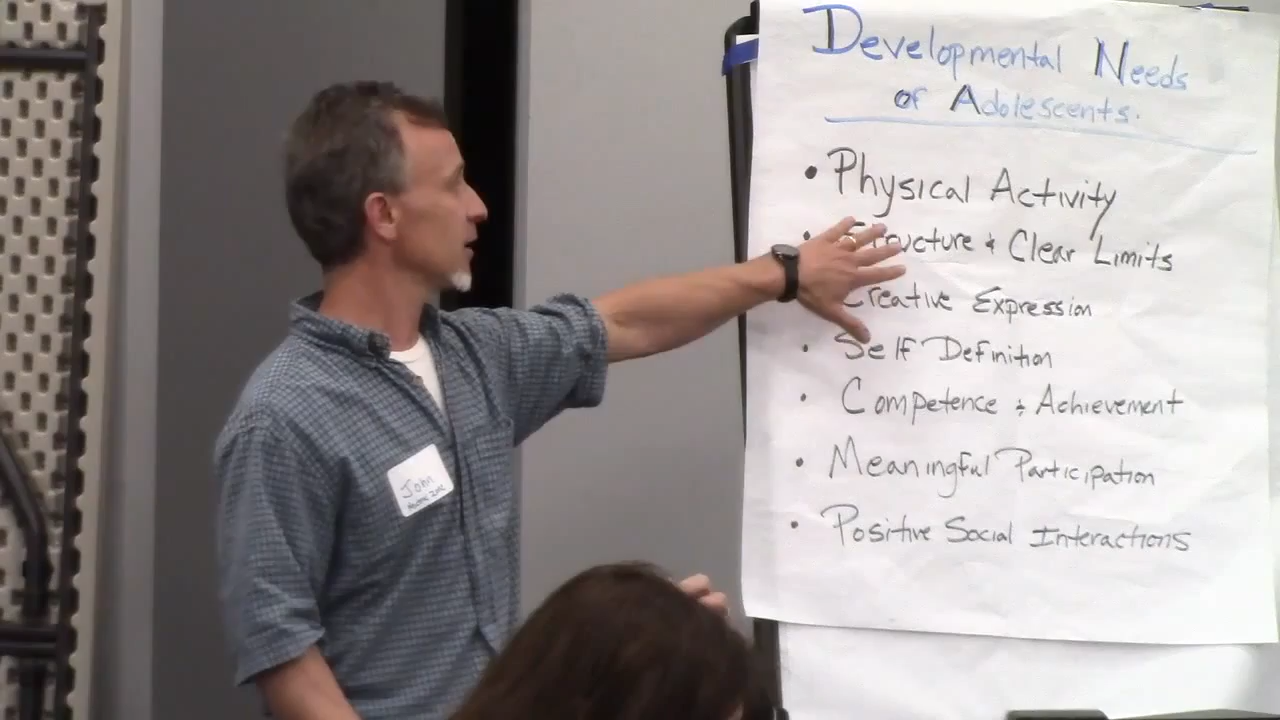 Developmental Needs
of Adolescents.
• Physical Activity
• Structure & Clear Limits
Creative Expression
• Self Definition
• Competence & Achievement
• Meaningful Participation
• Positive Social Interactions
John